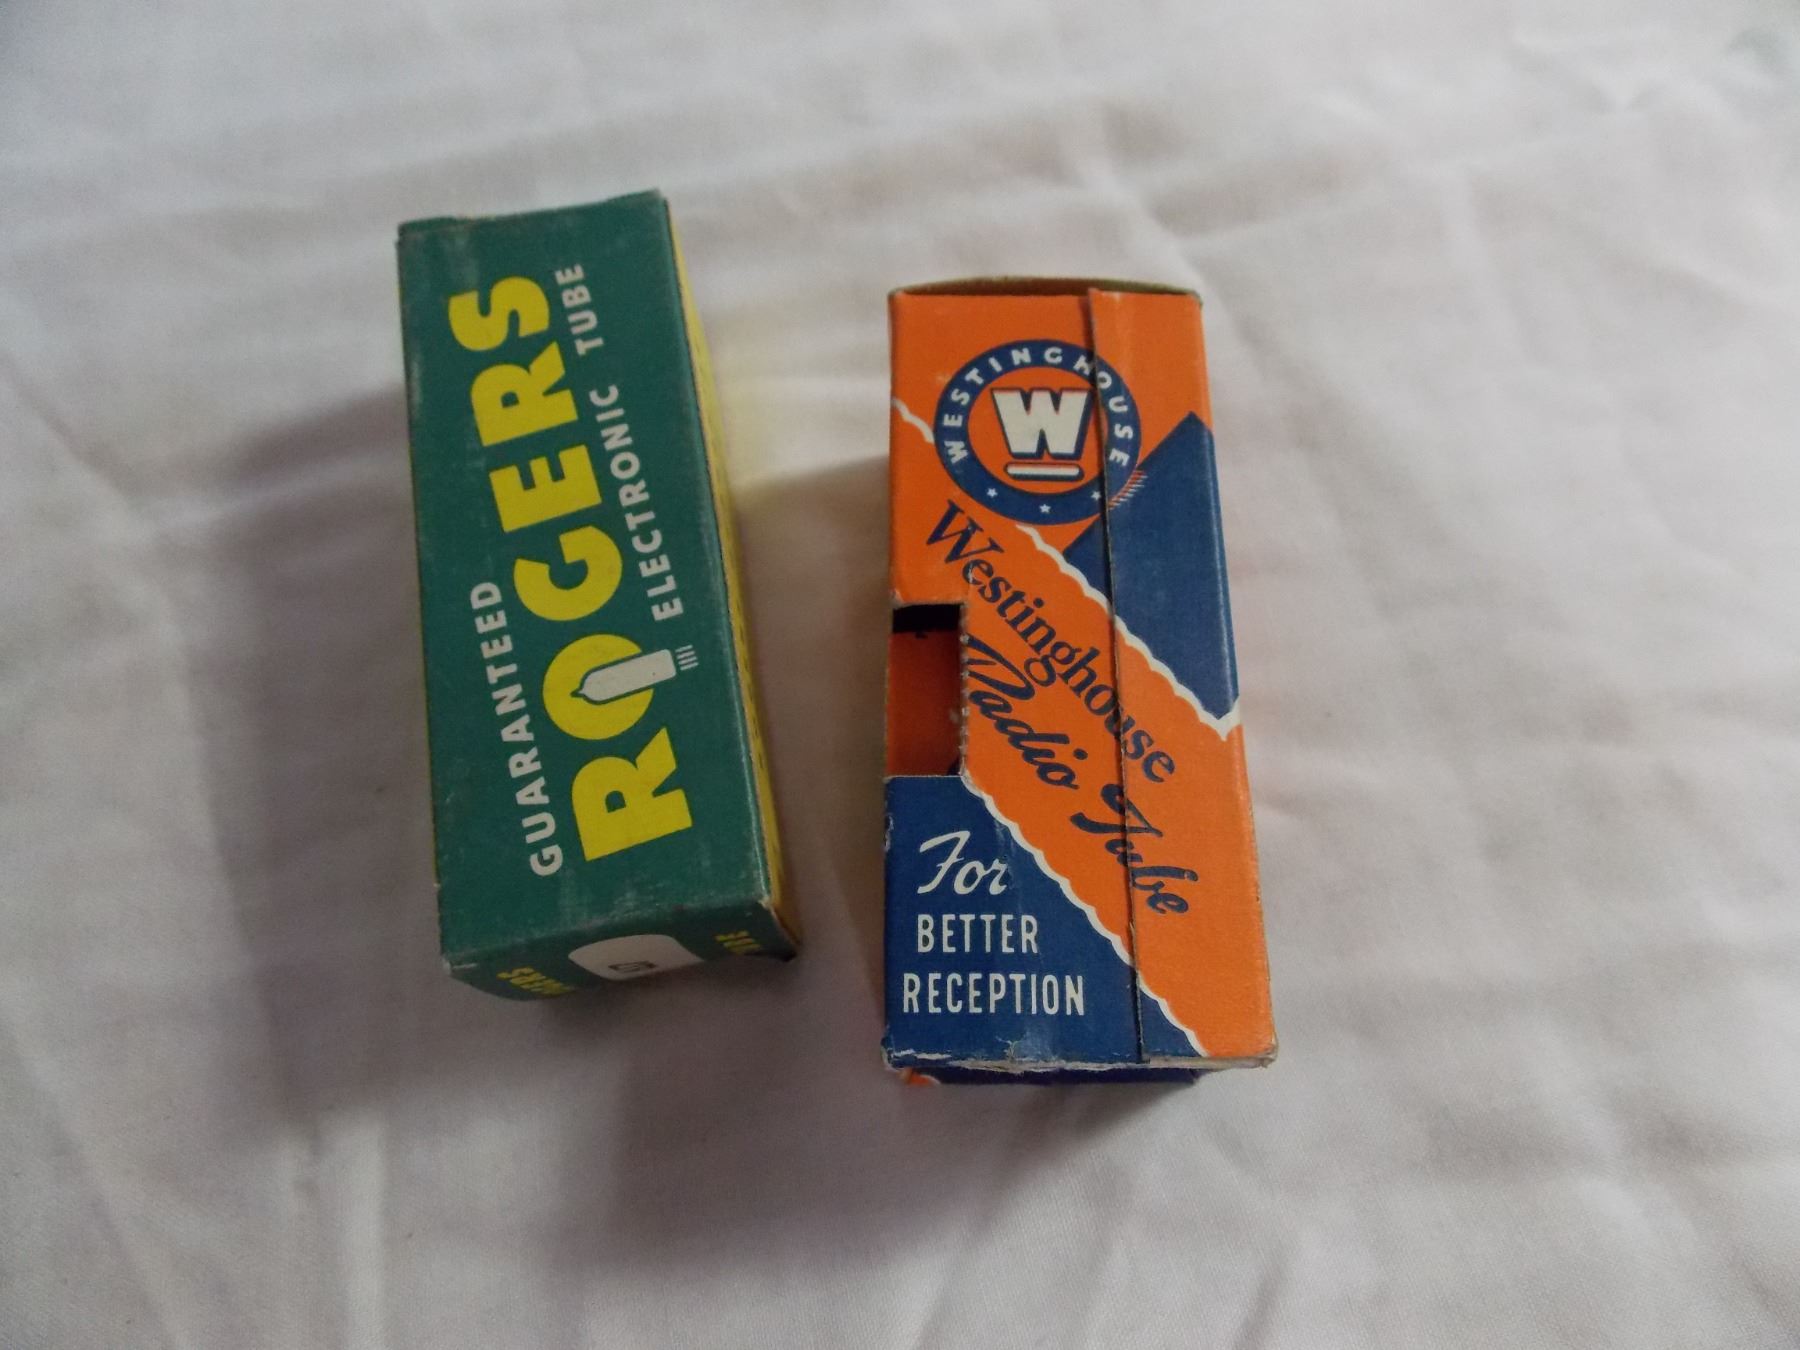 GUARANTEED
ROGERS
ELECTRONIC TUBE
WESTINGHOUSE
W
Westinghouse
Radio Tube
For
BETTER
RECEPTION